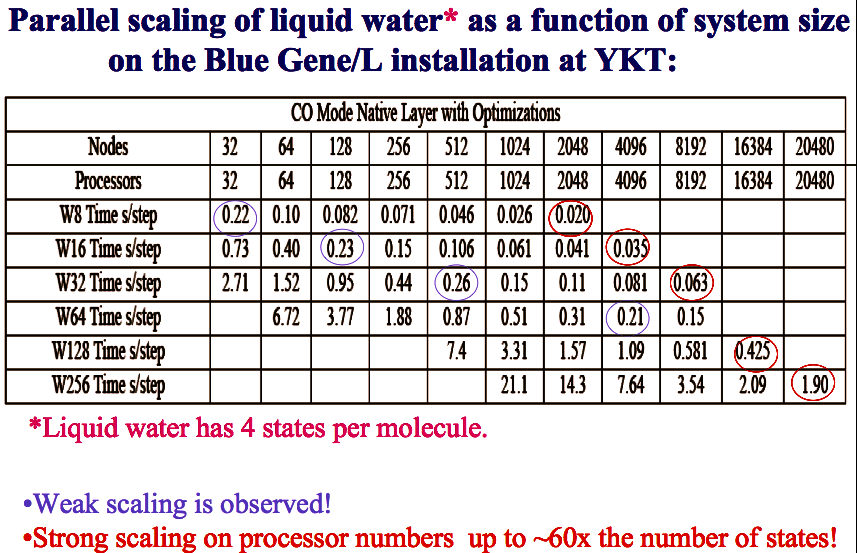 Parallel scaling of liquid water* as a function of system size
on the Blue Gene/L installation at YKT:
CO Mode Native Layer with Optimizations
Nodes 32 64 128 256 512 1024 2048 4096 8192 16384 20480
Processors 32 64 128 256 512 1024 2048 4096 8192 16384 20480
W8 Time s/step 0.22 0.10 0.082 0.071 0.046 0.026 0.020
W16 Time s/step 0.73 0.40 0.23 0.15 0.106 0.061 0.041 0.035
W32 Time s/step 2.71 1.52 0.95 0.44 0.26 0.15 0.11 0.081 0.063
W64 Time s/step 6.72 3.77 1.88 0.87 0.51 0.31 0.21 0.15
W128 Time s/step 7.4 3.31 1.57 1.09 0.581 0.425
W256 Time s/step 21.1 14.3 7.64 3.54 2.09 1.90
*Liquid water has 4 states per molecule.
•Weak scaling is observed!
•Strong scaling on processor numbers up to ~60x the number of states!